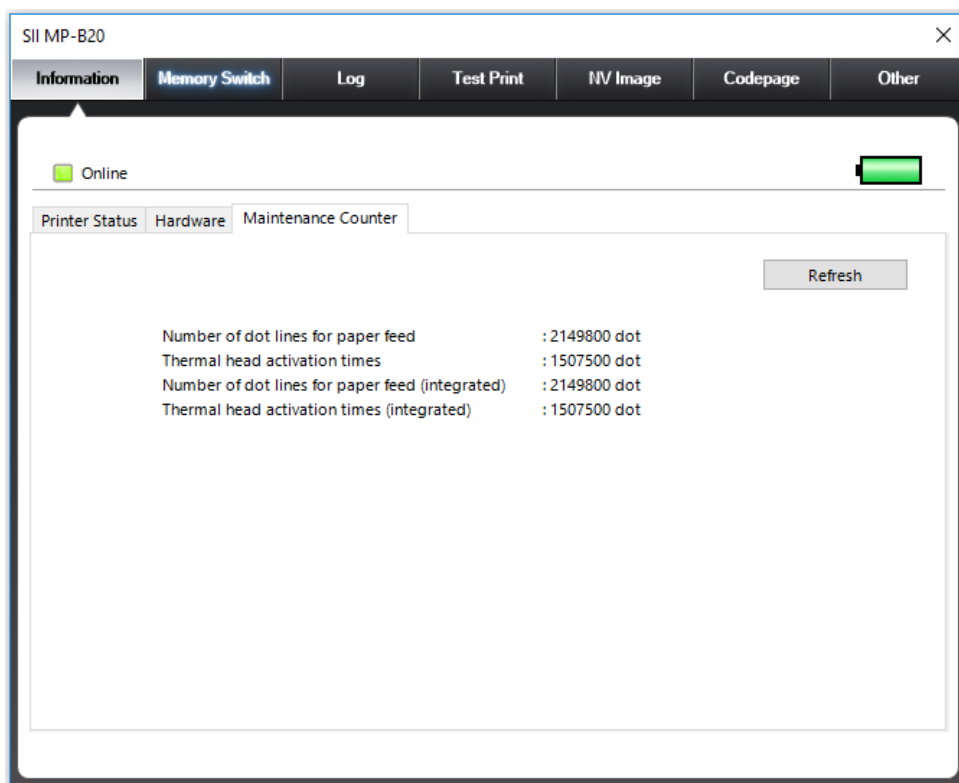 SII MP-B20
Information Memory Switch Log Test Print NV Image Codepage Other
Online
Printer Status Hardware Maintenance Counter
Refresh
Number of dot lines for paper feed : 2149800 dot
Thermal head activation times : 1507500 dot
Number of dot lines for paper feed (integrated) : 2149800 dot
Thermal head activation times (integrated) : 1507500 dot